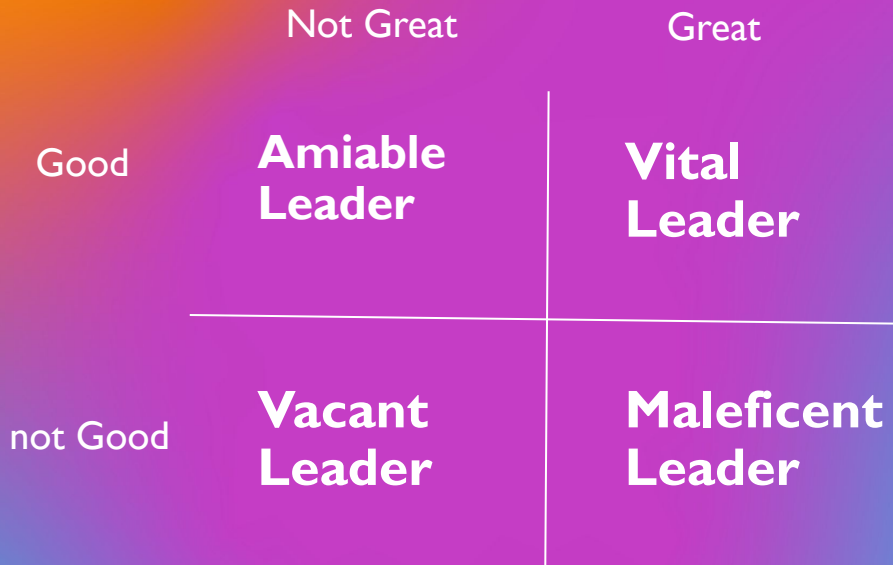 Not Great
Great
Good
Amiable
Leader
Vital
Leader
not Good
Vacant
Leader
Maleficent
Leader